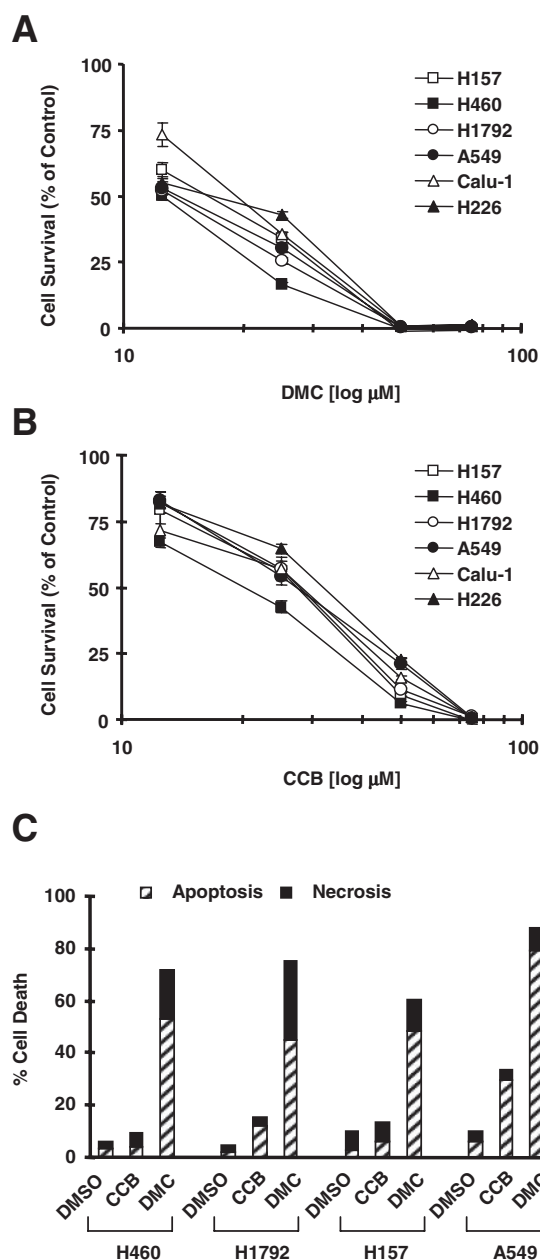 A
Cell Survival (% of Control)
100
75
50
25
0
10
100
DMC [log µM]
H157
H460
H1792
A549
Calu-1
H226
B
Cell Survival (% of Control)
100
75
50
25
0
10
100
CCB [log µM]
H157
H460
H1792
A549
Calu-1
H226
C
% Cell Death
100
80
60
40
20
0
Apoptosis Necrosis
DMSO CCB DMC DMSO CCB DMC DMSO CCB DMC DMSO CCB DMC
H460 H1792 H157 A549